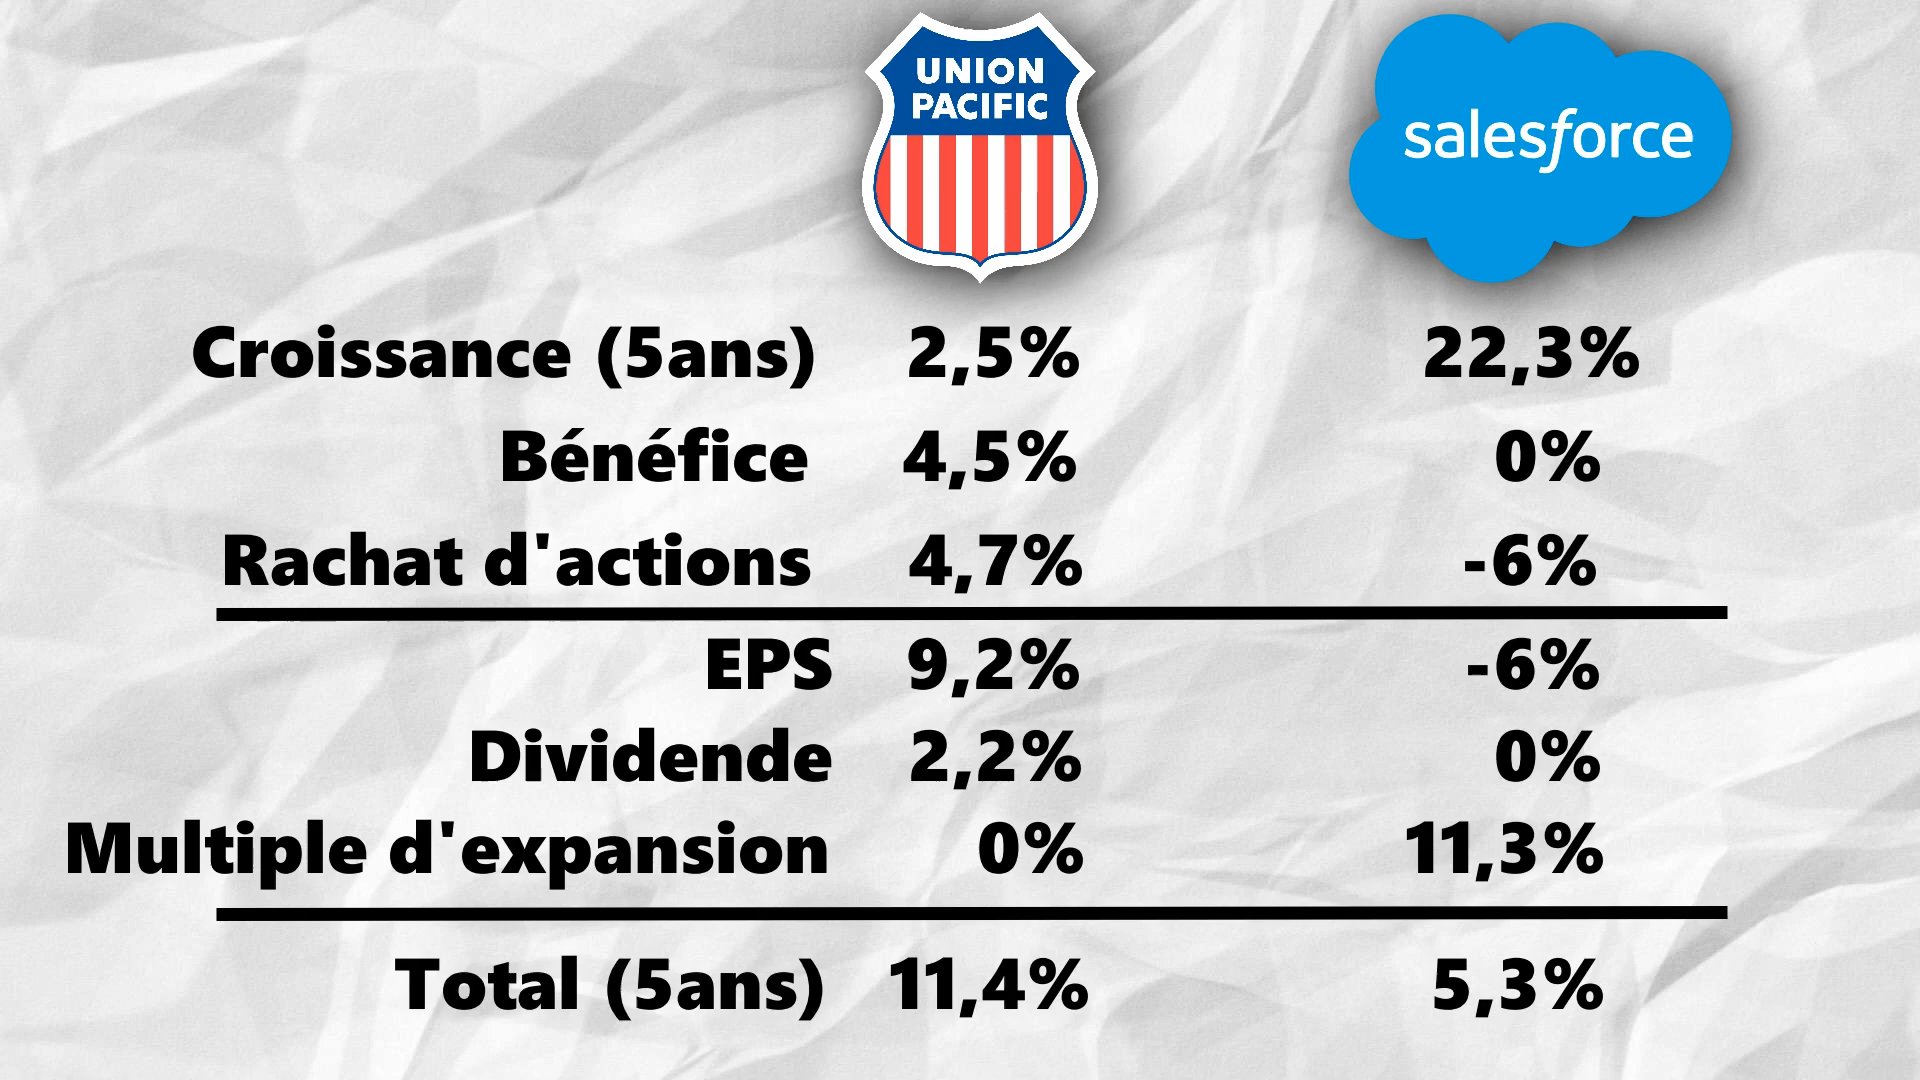 UNION
PACIFIC
salesforce
Croissance (5ans) 2,5% 22,3%
Bénéfice 4,5% 0%
Rachat d'actions 4,7% -6%
EPS 9,2% -6%
Dividende 2,2% 0%
Multiple d'expansion 0% 11,3%
Total (5ans) 11,4% 5,3%